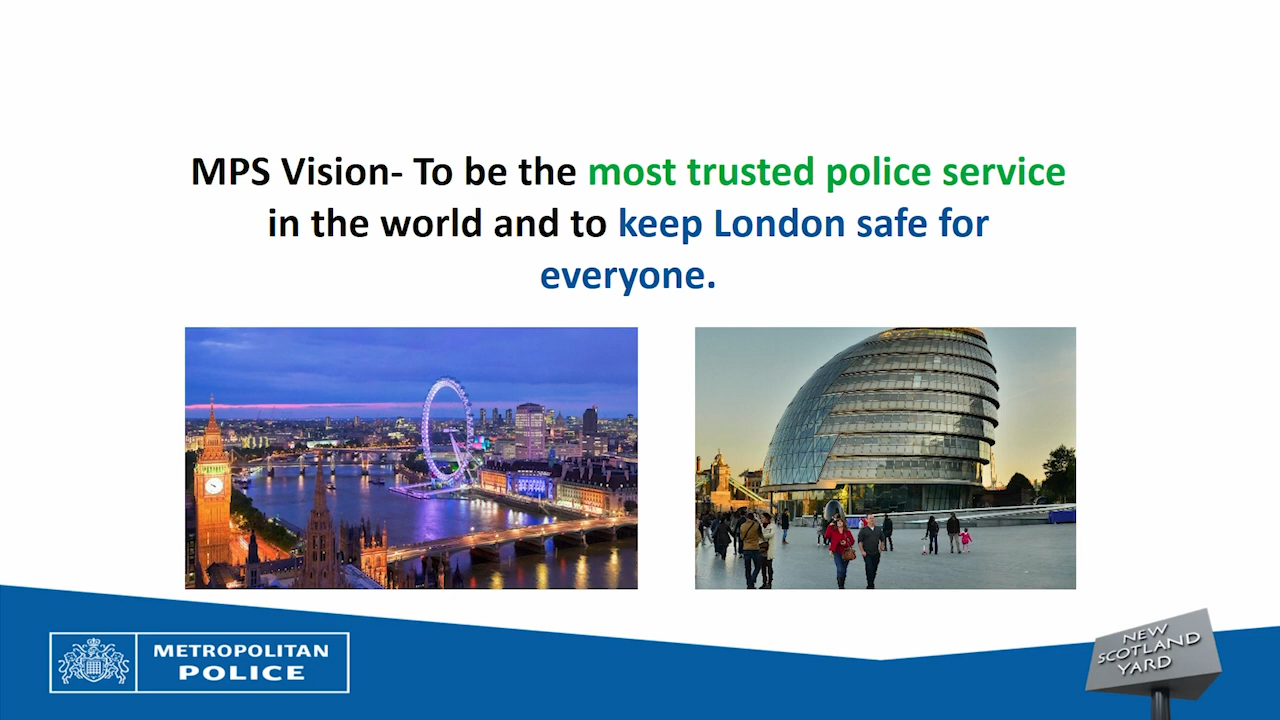 MPS Vision- To be the most trusted police service
in the world and to keep London safe for
everyone.
METROPOLITAN
POLICE
NEW
SCOTLAND
YARD